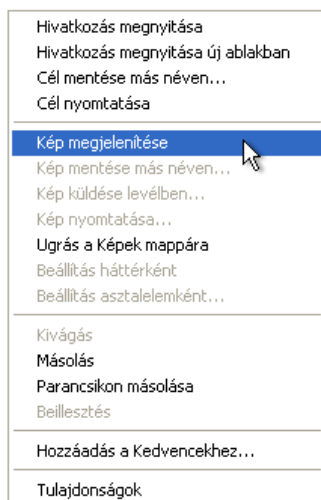 Hivatkozás megnyitása
Hivatkozás megnyitása új ablakban
Cél mentése más néven...
Cél nyomtatása
Kép megjelenítése
Kép mentése más néven...
Kép küldése levélben...
Kép nyomtatása...
Ugrás a Képek mappára
Beállítás háttérként
Beállítás asztalelemként...
Kivágás
Másolás
Parancsikon másolása
Beillesztés
Hozzáadás a Kedvencekhez...
Tulajdonságok